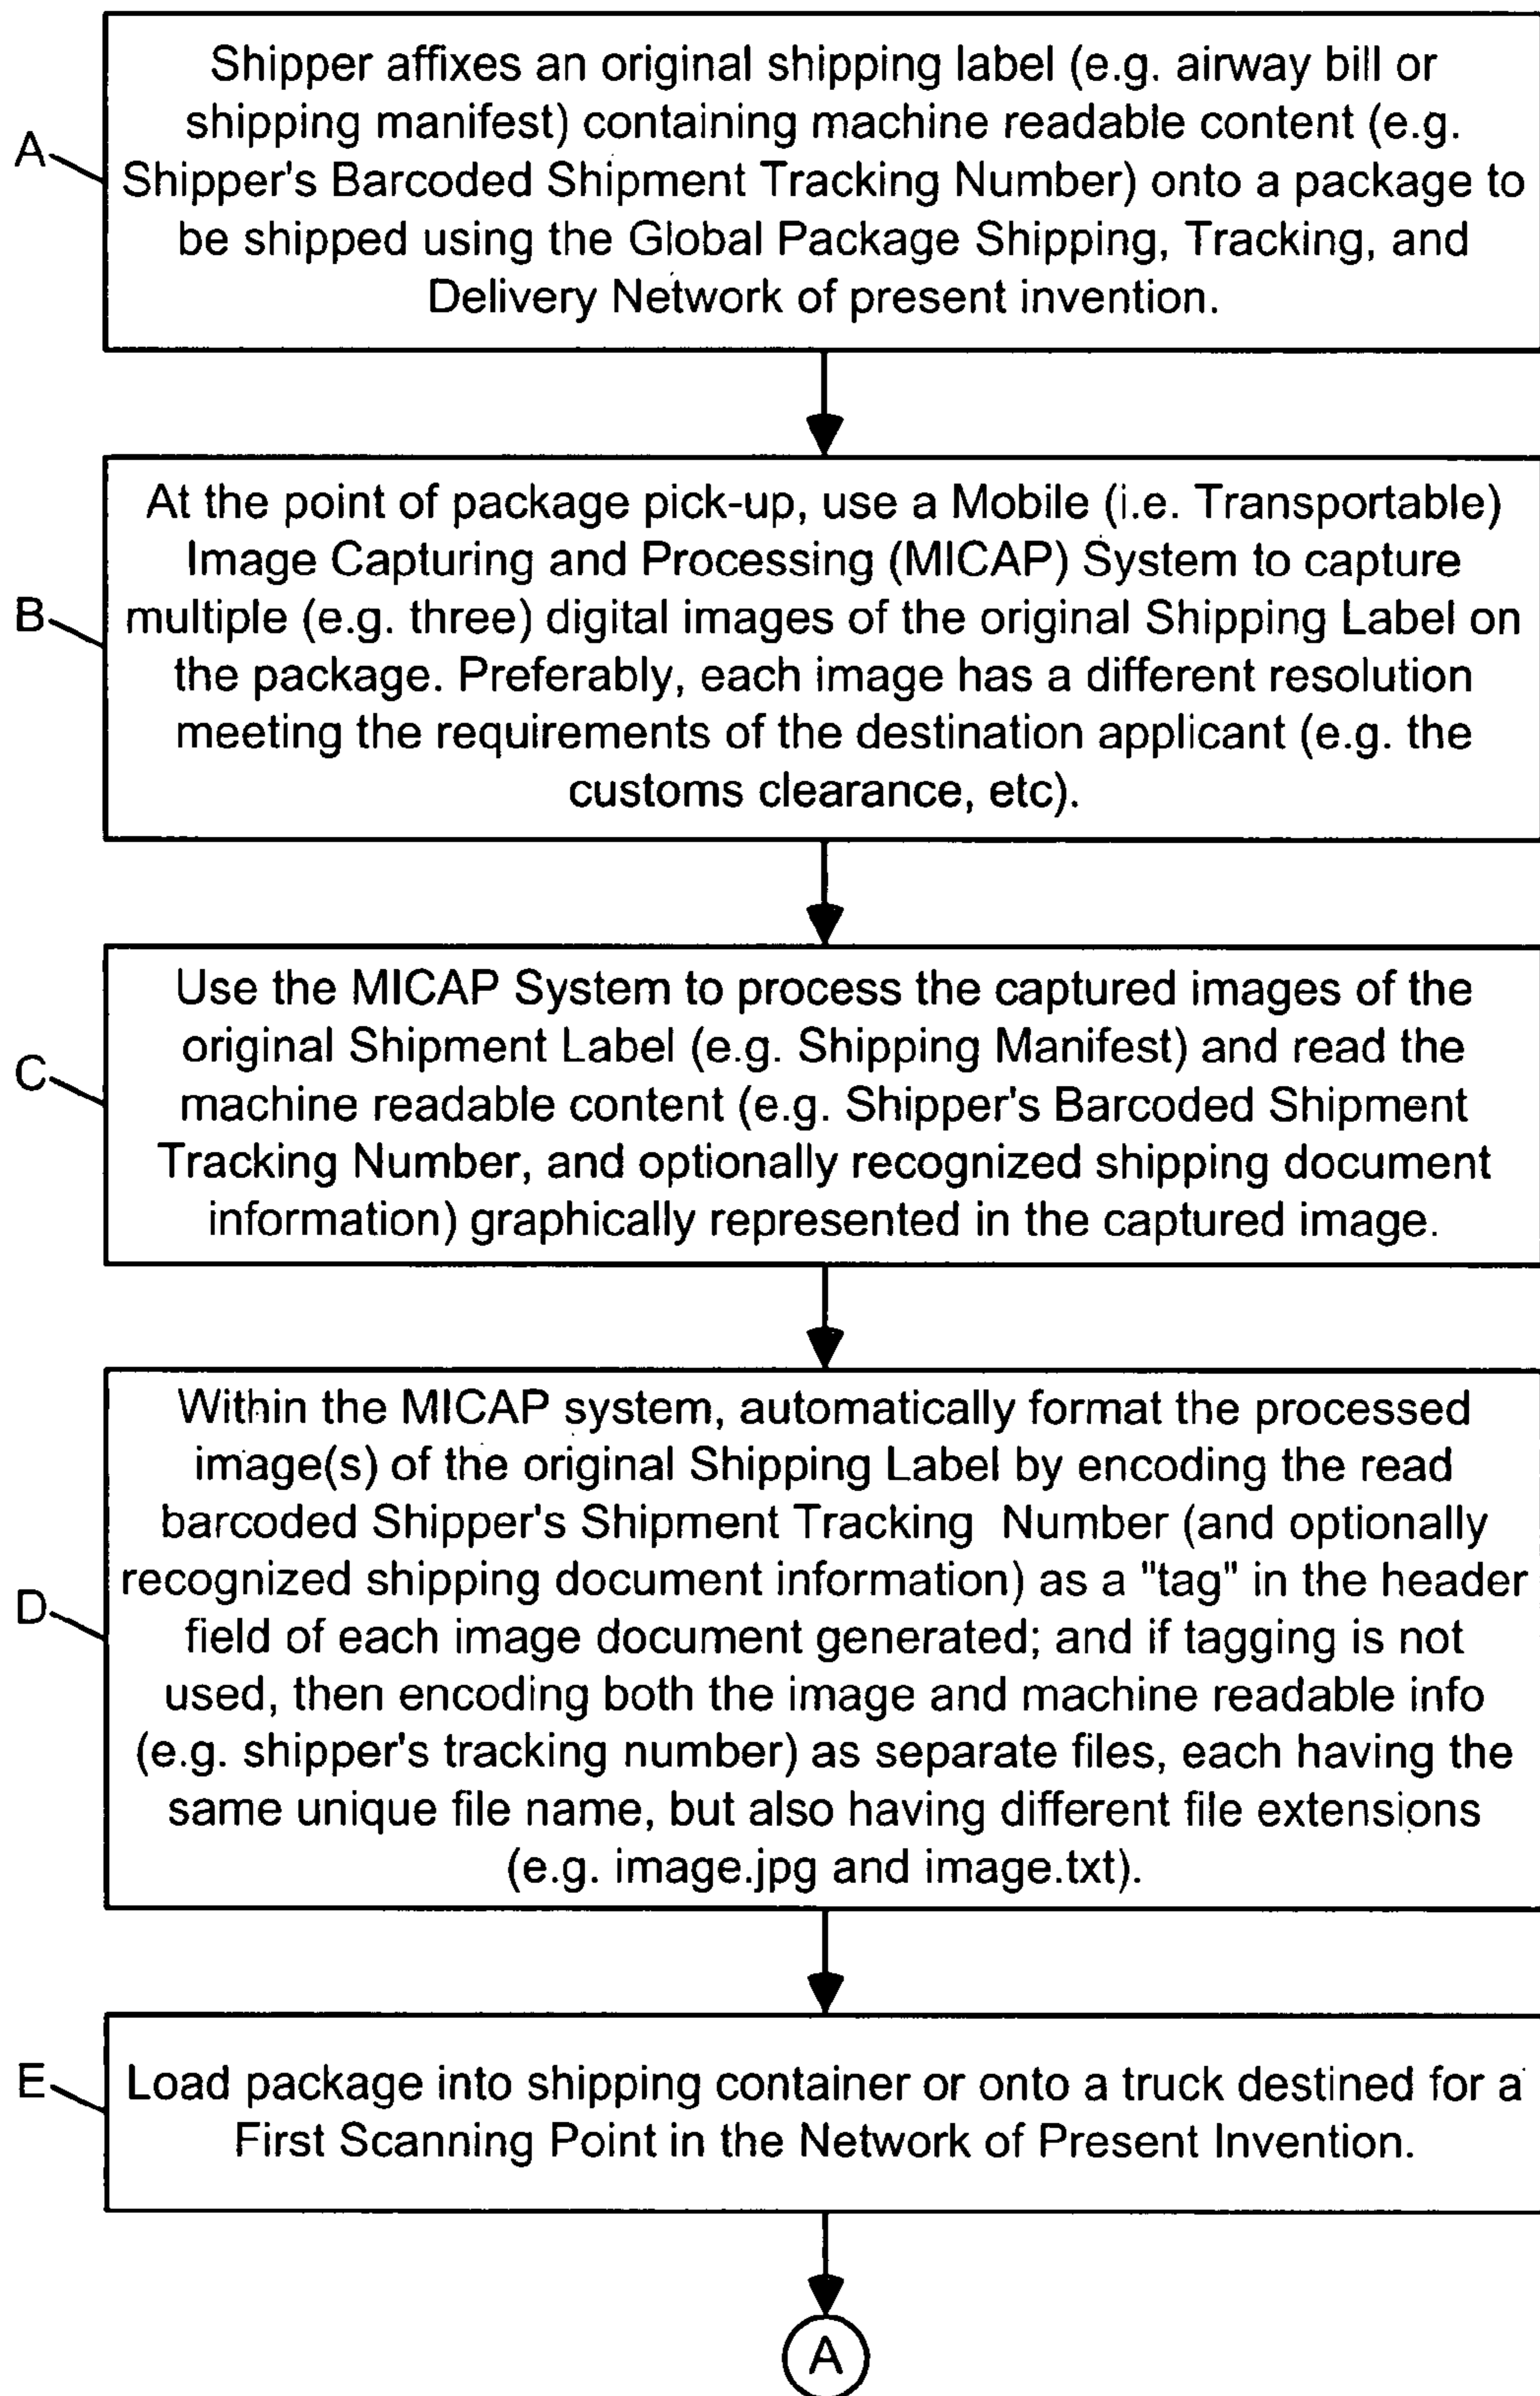 Shipper affixes an original shipping label (e.g. airway bill or
shipping manifest) containing machine readable content (e.g.
A
Shipper's Barcoded Shipment Tracking Number) onto a package to
be shipped using the Global Package Shipping, Tracking, and
Delivery Network of present invention.
At the point of package pick-up, use a Mobile (i.e. Transportable)
Image Capturing and Processing (MICAP) System to capture
B
multiple (e.g. three) digital images of the original Shipping Label on
the package. Preferably, each image has a different resolution
meeting the requirements of the destination applicant (e.g. the
customs clearance, etc).
Use the MICAP System to process the captured images of the
original Shipment Label (e.g. Shipping Manifest) and read the
C
machine readable content (e.g. Shipper's Barcoded Shipment
Tracking Number, and optionally recognized shipping document
information) graphically represented in the captured image.
Within the MICAP system, automatically format the processed
image(s) of the original Shipping Label by encoding the read
barcoded Shipper's Shipment Tracking Number (and optionally
recognized shipping document information) as a "tag" in the header
D
field of each image document generated; and if tagging is not
used, then encoding both the image and machine readable info
(e.g. shipper's tracking number) as separate files, each having the
same unique file name, but also having different file extensions
(e.g. image.jpg and image.txt).
E
Load package into shipping container or onto a truck destined for a
First Scanning Point in the Network of Present Invention.
A